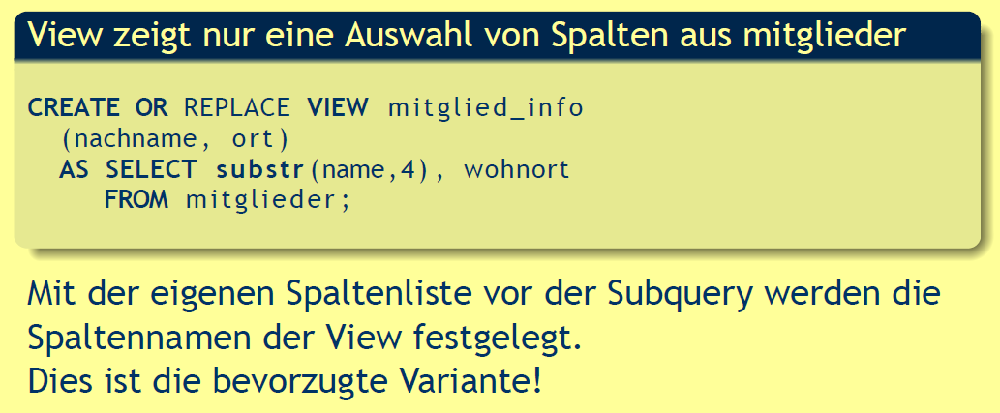 View zeigt nur eine Auswahl von Spalten aus mitglieder
CREATE OR REPLACE VIEW mitglied_info
(nachname, ort)
AS SELECT substr(name,4), wohnort
FROM mitglieder;
Mit der eigenen Spaltenliste vor der Subquery werden die
Spaltennamen der View festgelegt.
Dies ist die bevorzugte Variante!